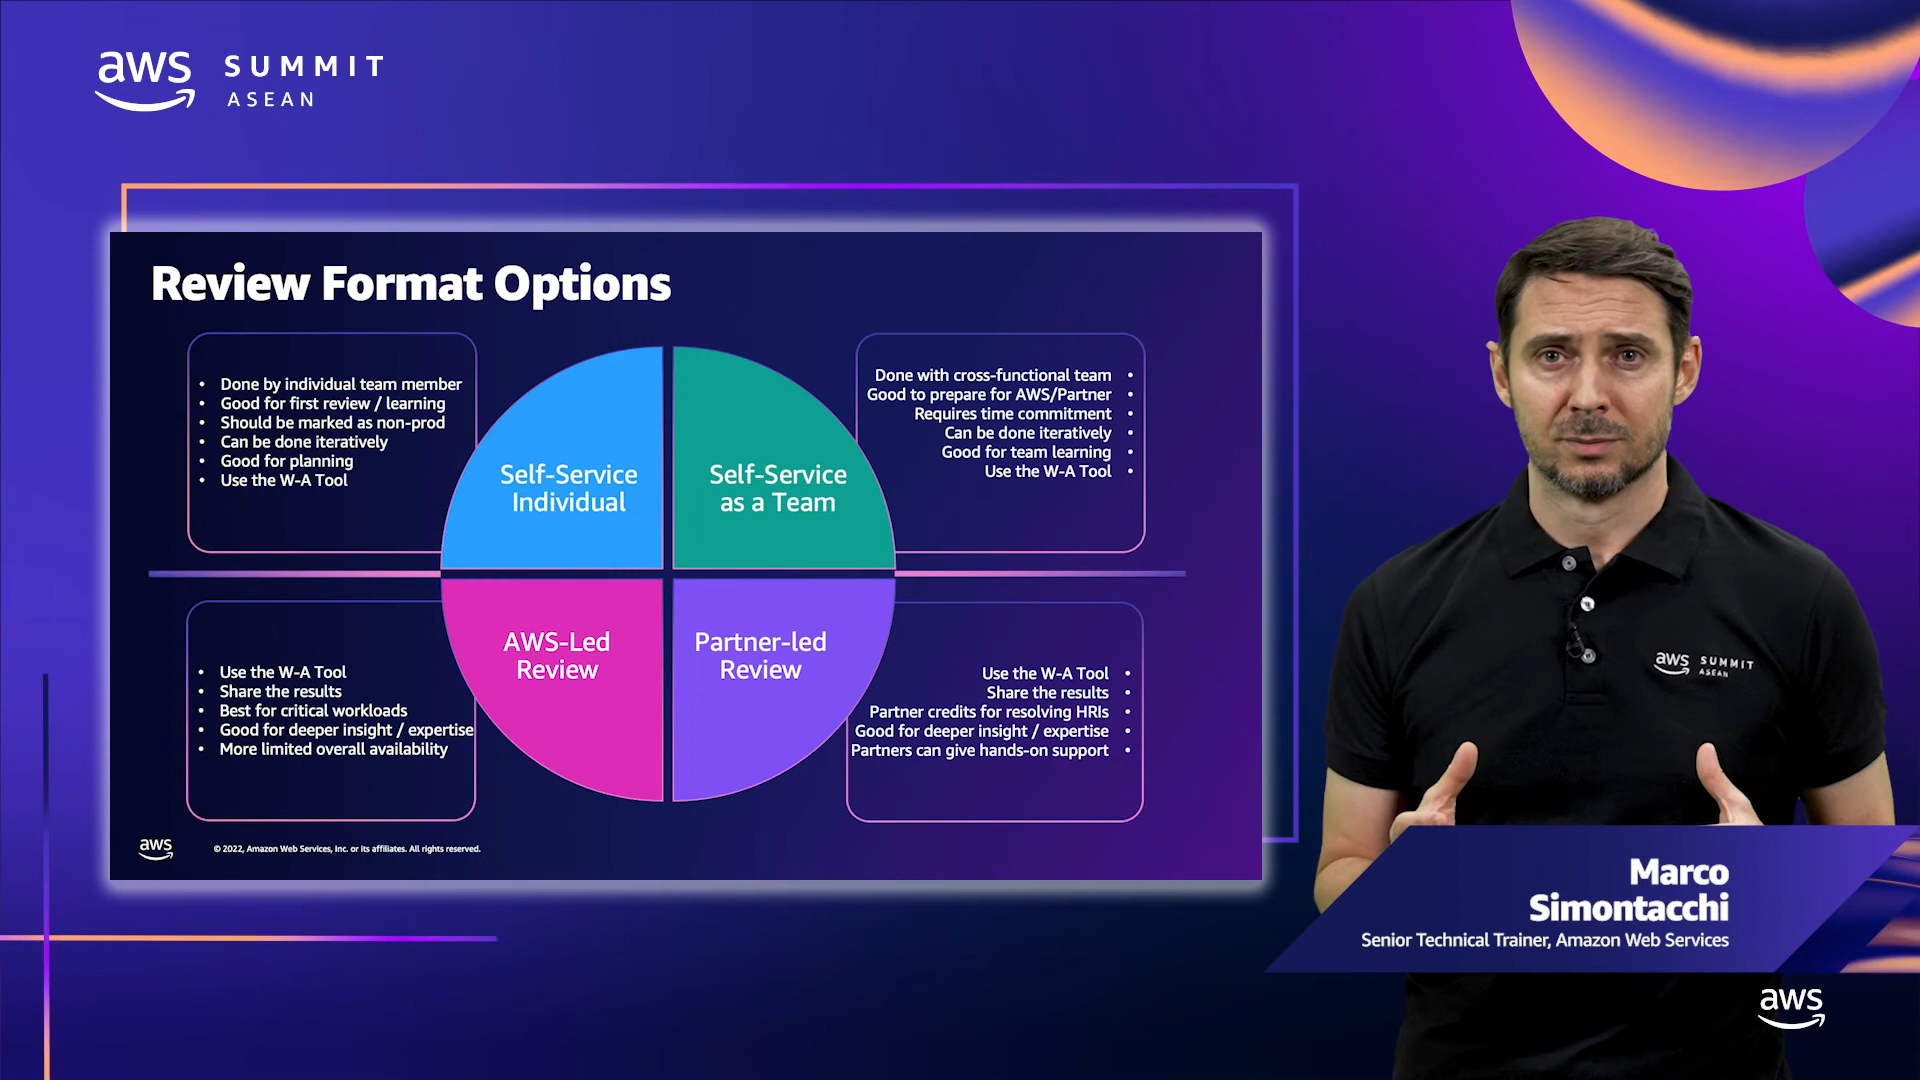 aws SUMMIT
ASEAN
Review Format Options
• Done by individual team member
• Good for first review / learning
• Should be marked as non-prod
• Can be done iteratively
• Good for planning
• Use the W-A Tool
Self-Service
Individual
Self-Service
as a Team
Done with cross-functional team •
Good to prepare for AWS/Partner •
Requires time commitment •
Can be done iteratively •
Good for team learning •
Use the W-A Tool •
• Use the W-A Tool
• Share the results
• Best for critical workloads
• Good for deeper insight / expertise
• More limited overall availability
AWS-Led
Review
Partner-led
Review
Use the W-A Tool •
Share the results •
Partner credits for resolving HRIs •
Good for deeper insight / expertise •
Partners can give hands-on support •
aws
© 2022, Amazon Web Services, Inc. or its affiliates. All rights reserved.
aws SUMMIT
ASEAN
Marco
Simontacchi
Senior Technical Trainer, Amazon Web Services
aws